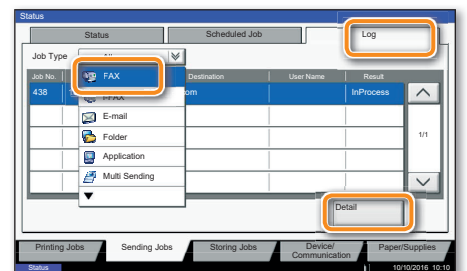 Status
Status
Scheduled Job
Log
Job Type
Job No.
Destination
User Name
Result
438
om
InProcess
FAX
i-FAX
E-mail
Folder
Application
Multi Sending
1/1
Detail
Printing Jobs
Sending Jobs
Storing Jobs
Device/
Communication
Paper/Supplies
Status
10/10/2016 10:10